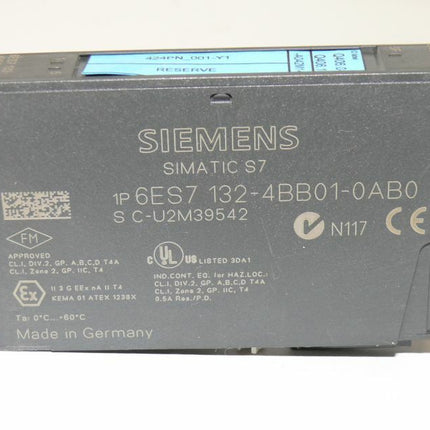 424PN_001-Y1
RESERVE
SIEMENS
SIMATIC S7
1P 6ES7 132-4BB01-0AB0
S C-U2M39542
N117 CE
FM
APPROVED
CL.I, DIV.2, GP. A,B,C,D T4A
CL.I, Zone 2, GP. IIC, T4
Ex II 3 G EEx nA II T4
KEMA 01 ATEX 1238X
C UL US LISTED 3DA1
IND.CONT. EQ. for HAZ.LOC.:
CL.I, DIV.2, GP. A,B,C,D T4A
CL.I, Zone 2, GP. IIC, T4
0.5A Res./P.D.
Ta: 0°C...+60°C
Made in Germany